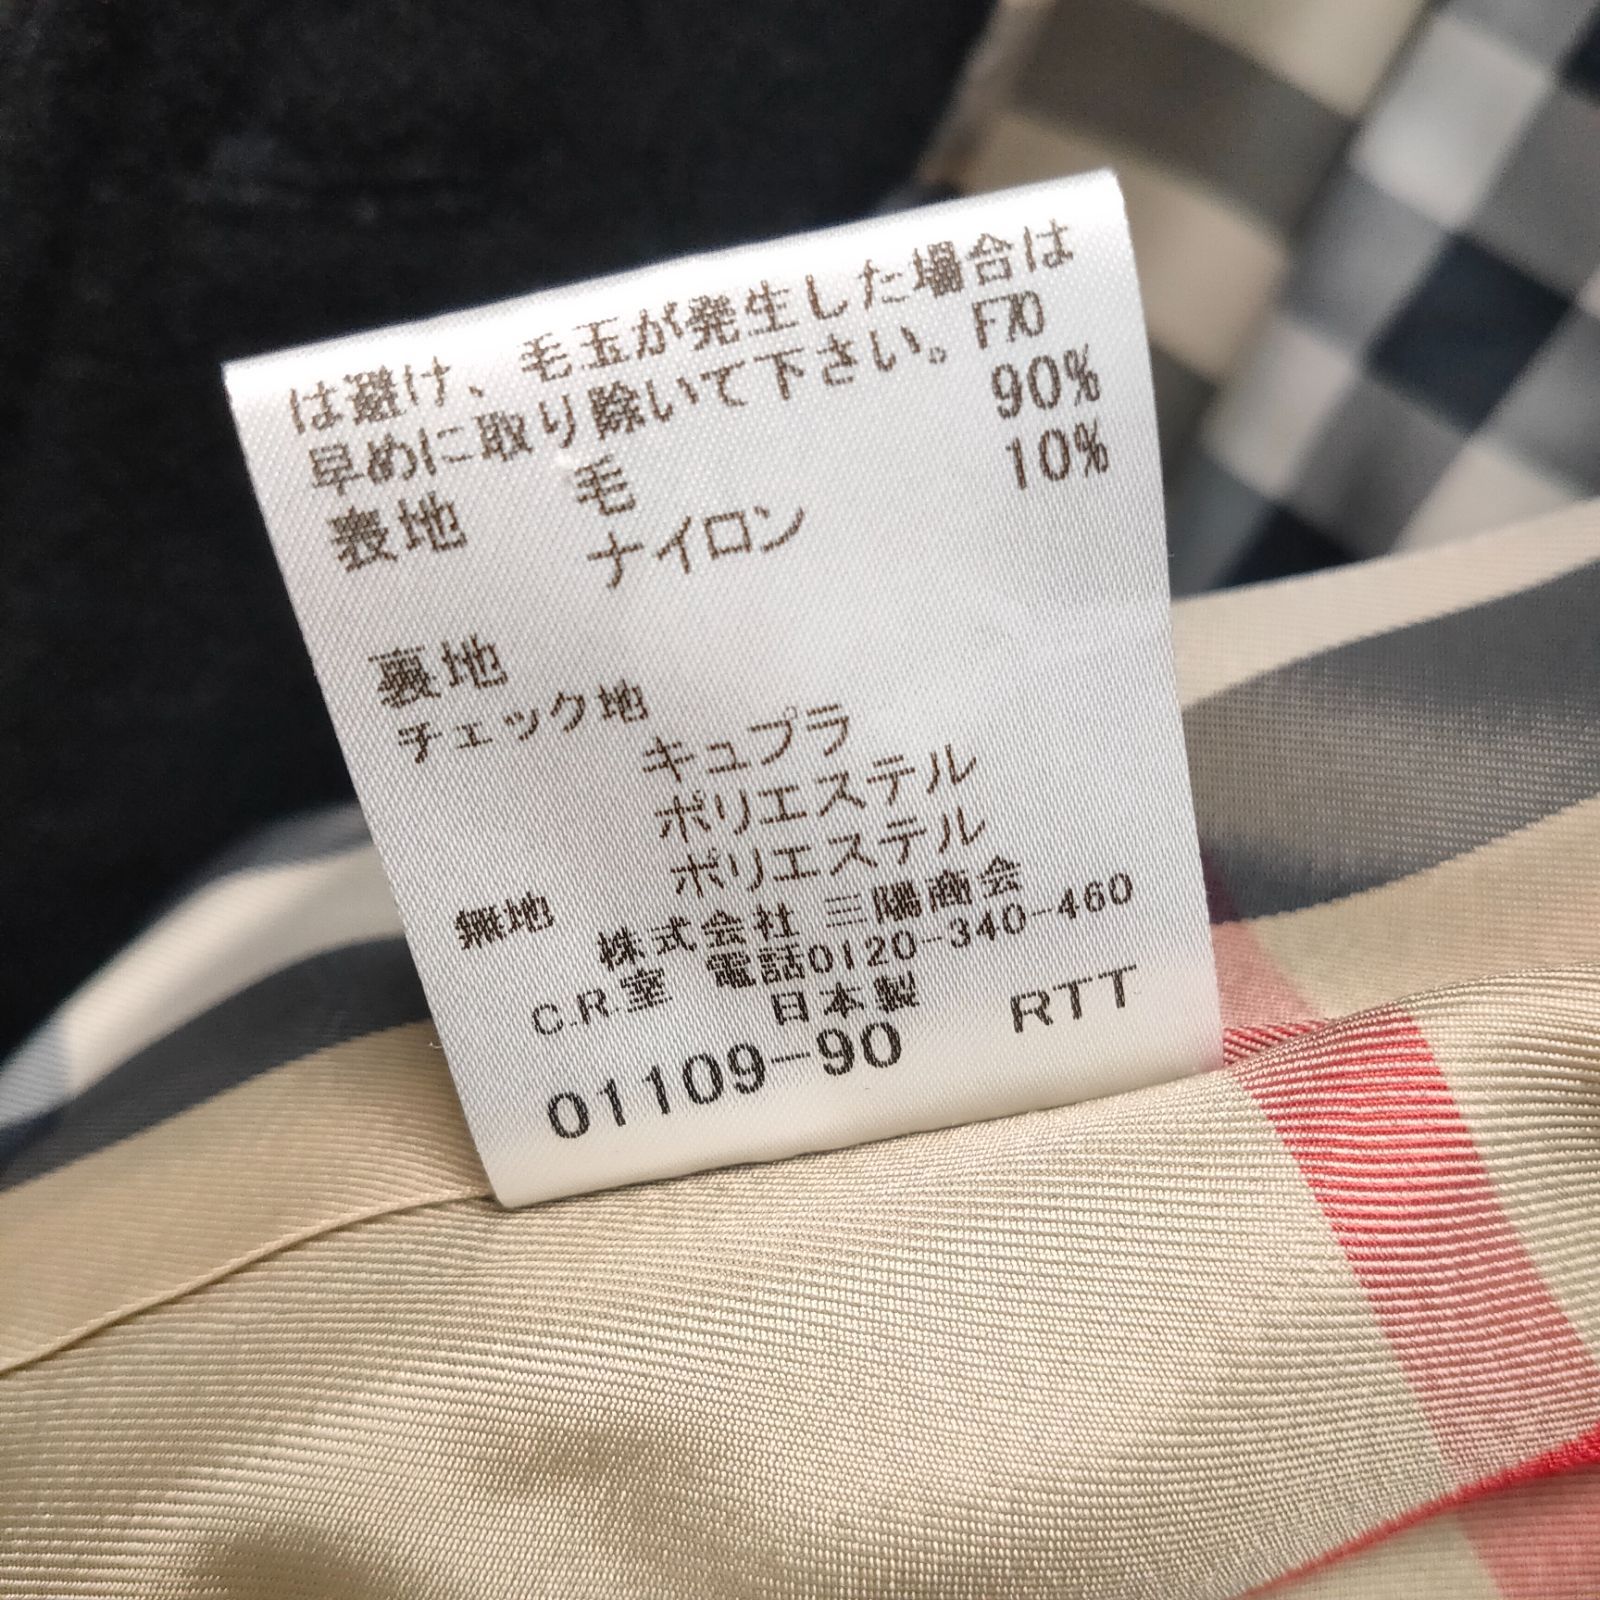 は避け、毛玉が発生した場合は
早めに取り除いて下さい。F70
表地 毛 90%
ナイロン 10%
裏地
チェック地
キュプラ
ポリエステル
無地 ポリエステル
株式会社 三陽商会
C.R.室 電話0120-340-460
日本製
01109-90 RTT